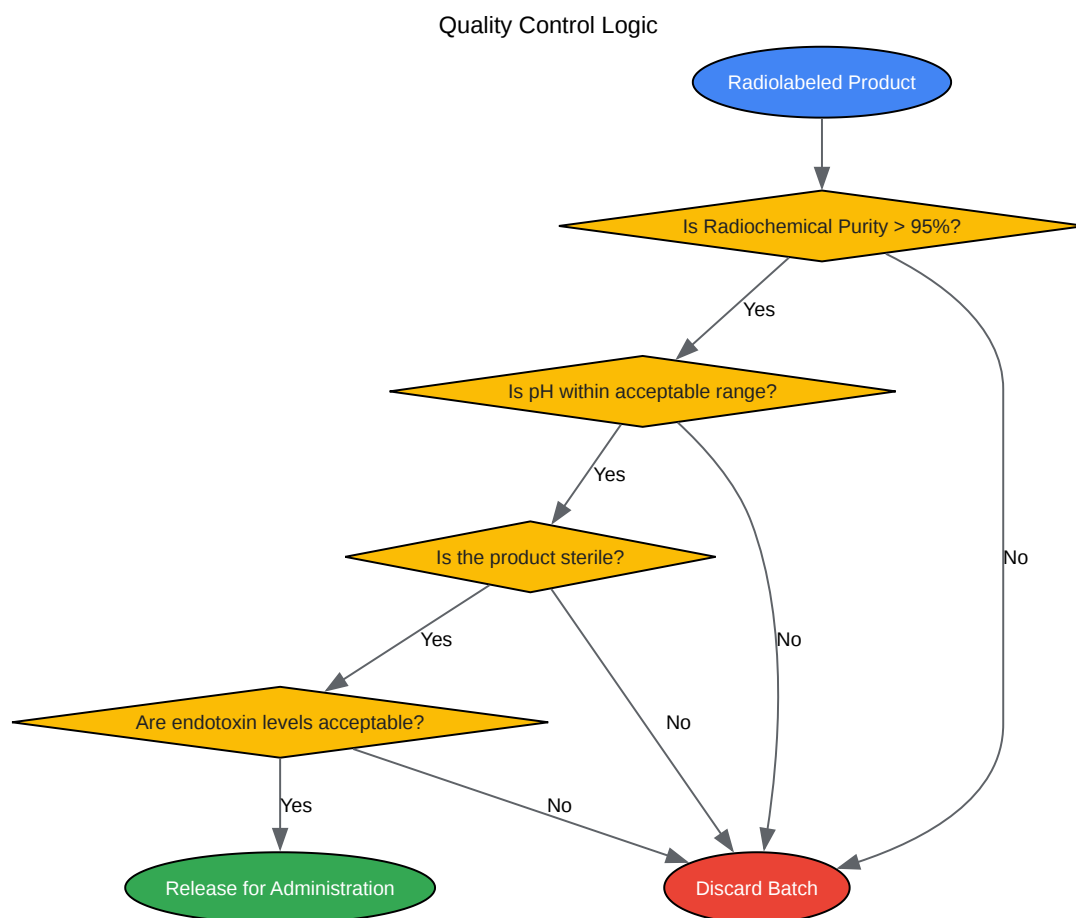 Quality Control Logic
Radiolabeled Product
Is Radiochemical Purity > 95%?
Yes
Is pH within acceptable range?
Yes
Is the product sterile?
No
Yes
No
No
Are endotoxin levels acceptable?
Yes
No
Release for Administration
Discard Batch